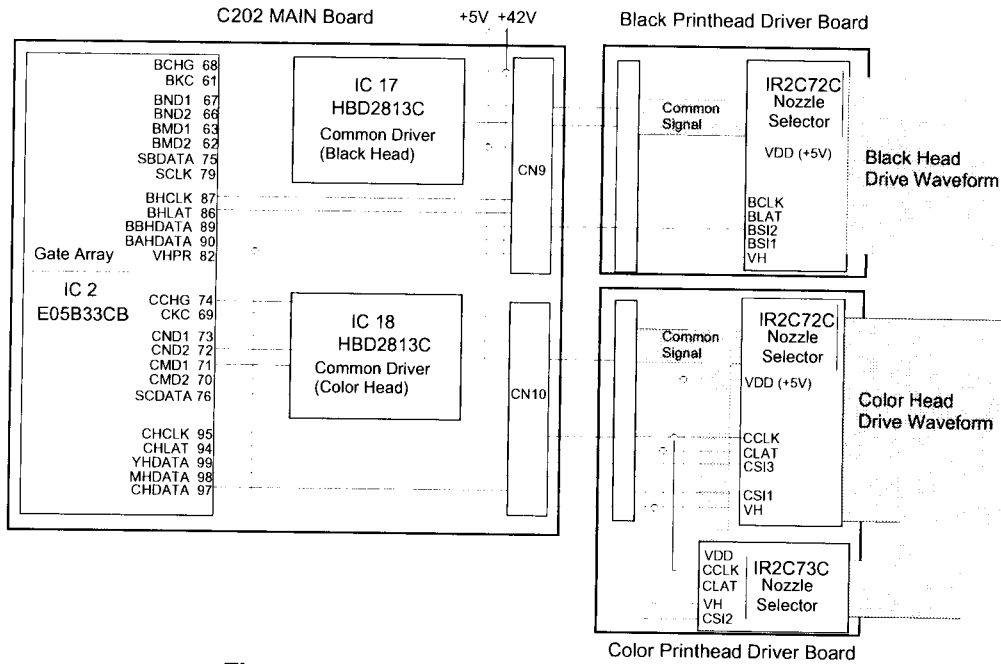 C202 MAIN Board
+5V +42V
Black Printhead Driver Board
BCHG 68
BKC 61
BND1 67
BND2 66
BMD1 63
BMD2 62
SBDATA 75
SCLK 79
BHCLK 87
BHLAT 86
BBHDATA 89
BAHDATA 90
VHPR 82
Gate Array
IC 2
E05B33CB
CCHG 74
CKC 69
CND1 73
CND2 72
CMD1 71
CMD2 70
SCDATA 76
CHCLK 95
CHLAT 94
YHDATA 99
MHDATA 98
CHDATA 97
IC 17
HBD2813C
Common Driver
(Black Head)
IC 18
HBD2813C
Common Driver
(Color Head)
CN9
CN10
Common
Signal
IR2C72C
Nozzle
Selector
VDD (+5V)
BCLK
BLAT
BSI2
BSI1
VH
Black Head
Drive Waveform
Common
Signal
IR2C72C
Nozzle
Selector
VDD (+5V)
CCLK
CLAT
CSI3
CSI1
VH
Color Head
Drive Waveform
VDD
CCLK
CLAT
VH
CSI2
IR2C73C
Nozzle
Selector
Color Printhead Driver Board